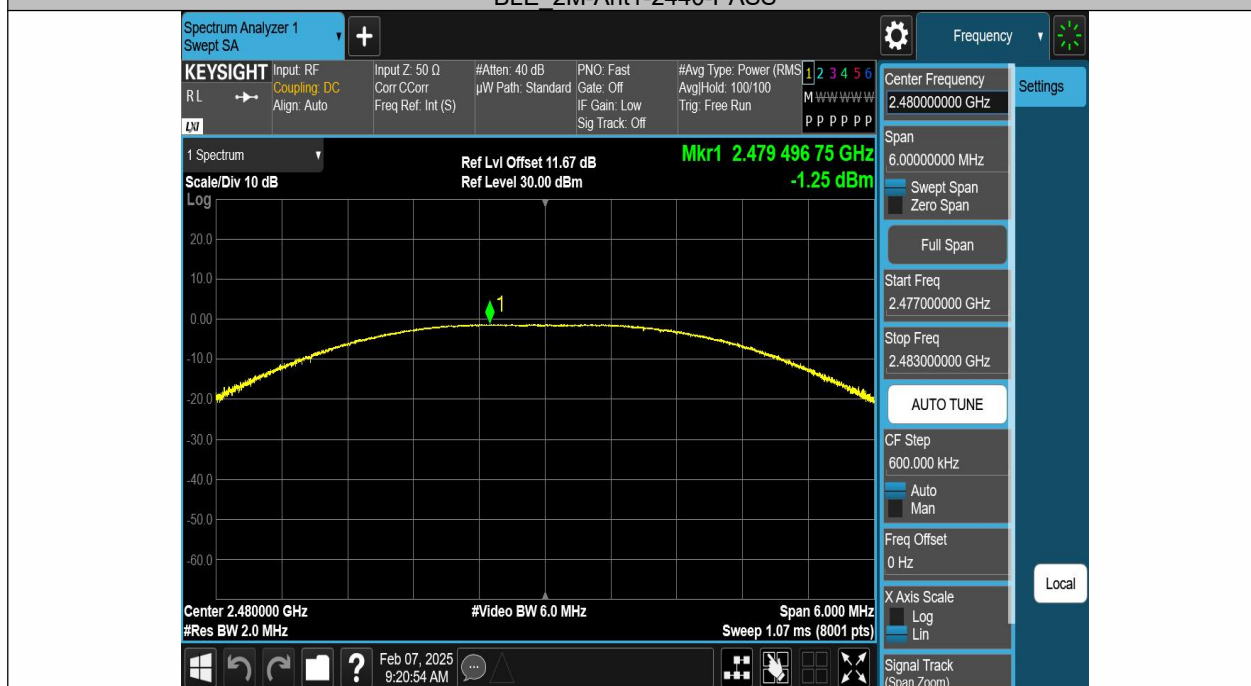 BLE_2M-Ant1-2440-PASS
Spectrum Analyzer 1
Swept SA
Frequency
KEYSIGHT
RL
LXI
Input: RF
Coupling: DC
Align: Auto
Input Z: 50 Ω
Corr CCorr
Freq Ref: Int (S)
#Atten: 40 dB
µW Path: Standard
PNO: Fast
Gate: Off
IF Gain: Low
Sig Track: Off
#Avg Type: Power (RMS
Avg|Hold: 100/100
Trig: Free Run
1 2 3 4 5 6
M W W W W W
P P P P P P
1 Spectrum
Scale/Div 10 dB
Ref Lvl Offset 11.67 dB
Ref Level 30.00 dBm
Mkr1 2.479 496 75 GHz
-1.25 dBm
Log
20.0
10.0
0.00
-10.0
-20.0
-30.0
-40.0
-50.0
-60.0
1
Center 2.480000 GHz
#Res BW 2.0 MHz
#Video BW 6.0 MHz
Span 6.000 MHz
Sweep 1.07 ms (8001 pts)
Feb 07, 2025
9:20:54 AM
Center Frequency
2.480000000 GHz
Settings
Span
6.00000000 MHz
Swept Span
Zero Span
Full Span
Start Freq
2.477000000 GHz
Stop Freq
2.483000000 GHz
AUTO TUNE
CF Step
600.000 kHz
Auto
Man
Freq Offset
0 Hz
X Axis Scale
Log
Lin
Local
Signal Track
(Span Zoom)